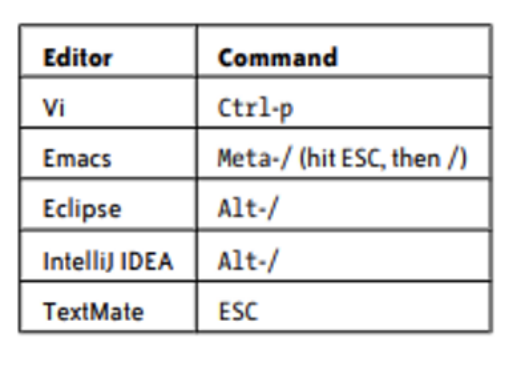 Editor Command
Vi Ctrl-p
Emacs Meta-/ (hit ESC, then /)
Eclipse Alt-/
IntelliJ IDEA Alt-/
TextMate ESC